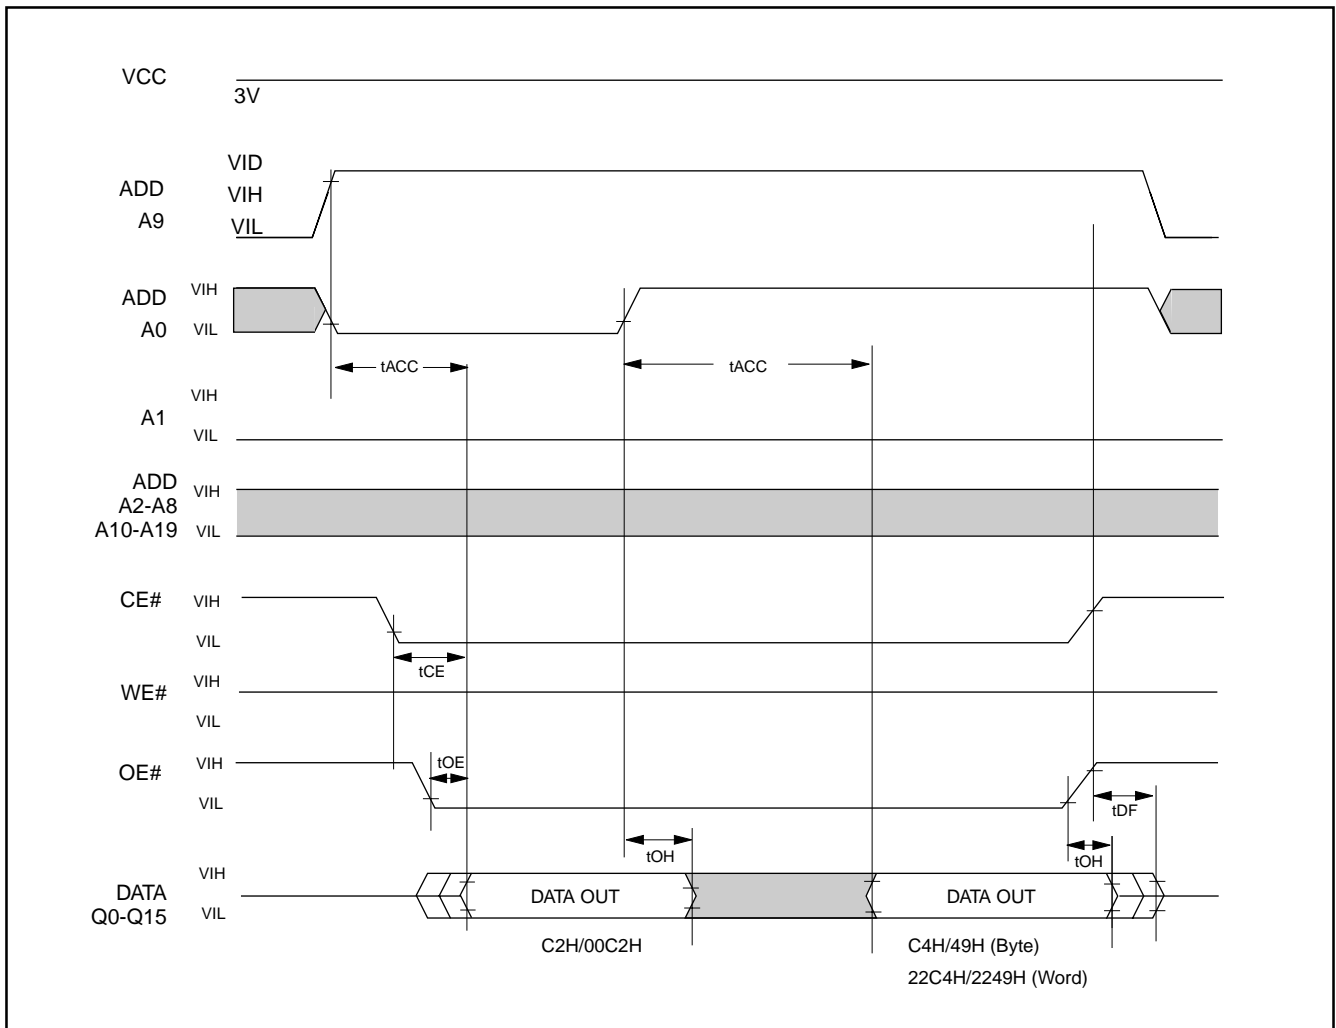 VCC
3V
VID
ADD
VIH
A9
VIL
ADD
VIH
A0
VIL
tACC
tACC
VIH
A1
VIL
ADD
VIH
A2-A8
A10-A19
VIL
CE#
VIH
VIL
tCE
WE#
VIH
VIL
OE#
VIH
tOE
VIL
tDF
tOH
tOH
VIH
DATA
DATA OUT
DATA OUT
Q0-Q15
VIL
C2H/00C2H
C4H/49H (Byte)
22C4H/2249H (Word)